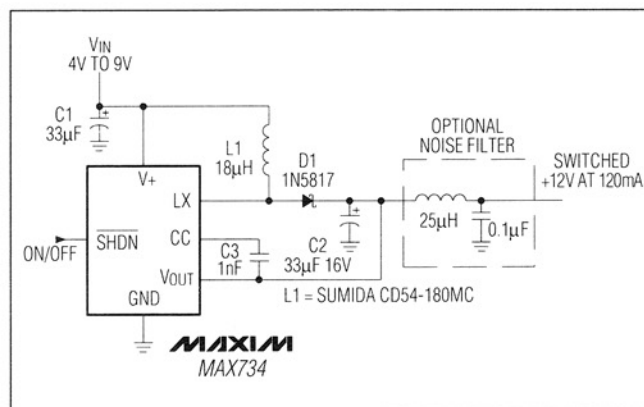 VIN
4V TO 9V
C1
33µF
+
V+
L1
18µH
LX
D1
1N5817
OPTIONAL
NOISE FILTER
SWITCHED
+12V AT 120mA
25µH
0.1µF
+
C2
33µF 16V
ON/OFF
SHDN
CC
C3
1nF
VOUT
GND
L1 = SUMIDA CD54-180MC
MAXIM
MAX734